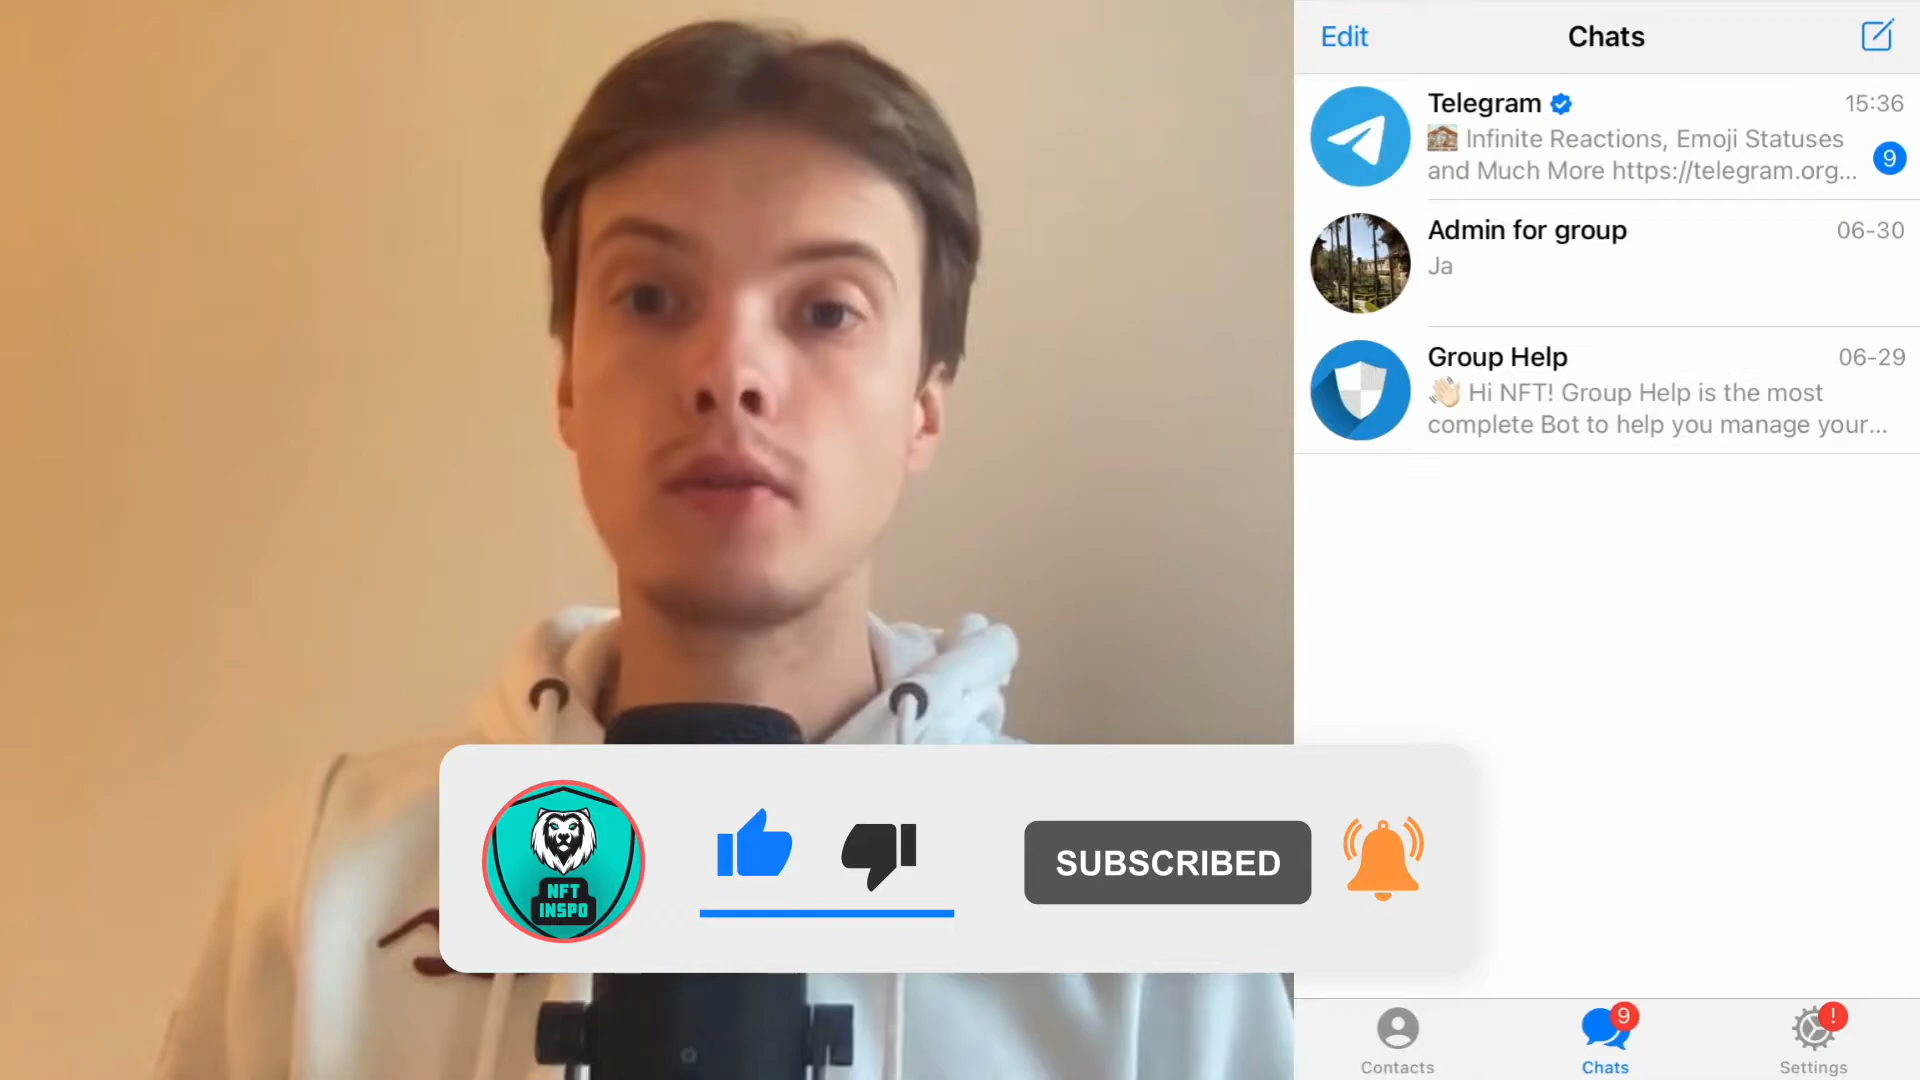 Edit
Chats
Telegram
15:36
Infinite Reactions, Emoji Statuses
and Much More https://telegram.org...
9
Admin for group
06-30
Ja
Group Help
06-29
👋🏻 Hi NFT! Group Help is the most
complete Bot to help you manage your...
NFT
INSPO
SUBSCRIBED
9
!
Contacts
Chats
Settings